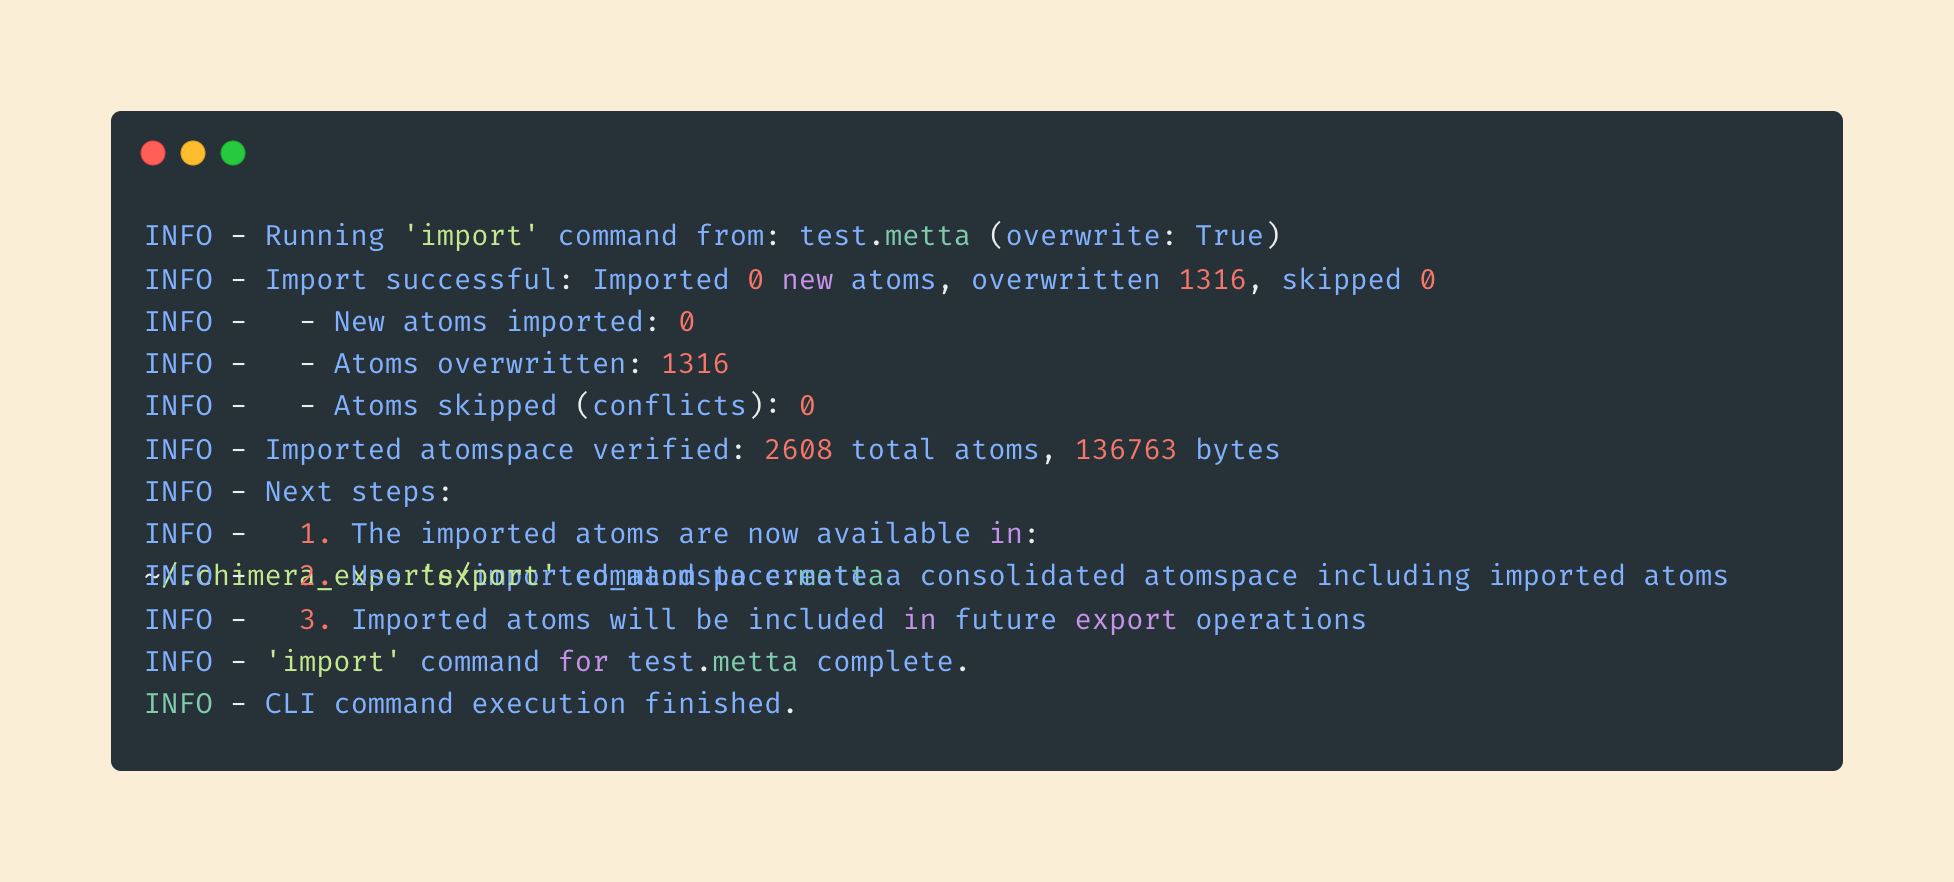 INFO - Running 'import' command from: test.metta (overwrite: True)
INFO - Import successful: Imported 0 new atoms, overwritten 1316, skipped 0
INFO -   - New atoms imported: 0
INFO -   - Atoms overwritten: 1316
INFO -   - Atoms skipped (conflicts): 0
INFO - Imported atomspace verified: 2608 total atoms, 136763 bytes
INFO - Next steps:
INFO -   1. The imported atoms are now available in:
~/.chimera_exports/imported_atomspace.metta
INFO -   2. Use 'export' command to create a consolidated atomspace including imported atoms
INFO -   3. Imported atoms will be included in future export operations
INFO - 'import' command for test.metta complete.
INFO - CLI command execution finished.